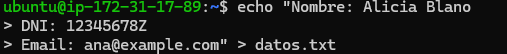 ubuntu@ip-172-31-17-89:~$ echo "Nombre: Alicia Blano
> DNI: 12345678Z
> Email: ana@example.com" > datos.txt